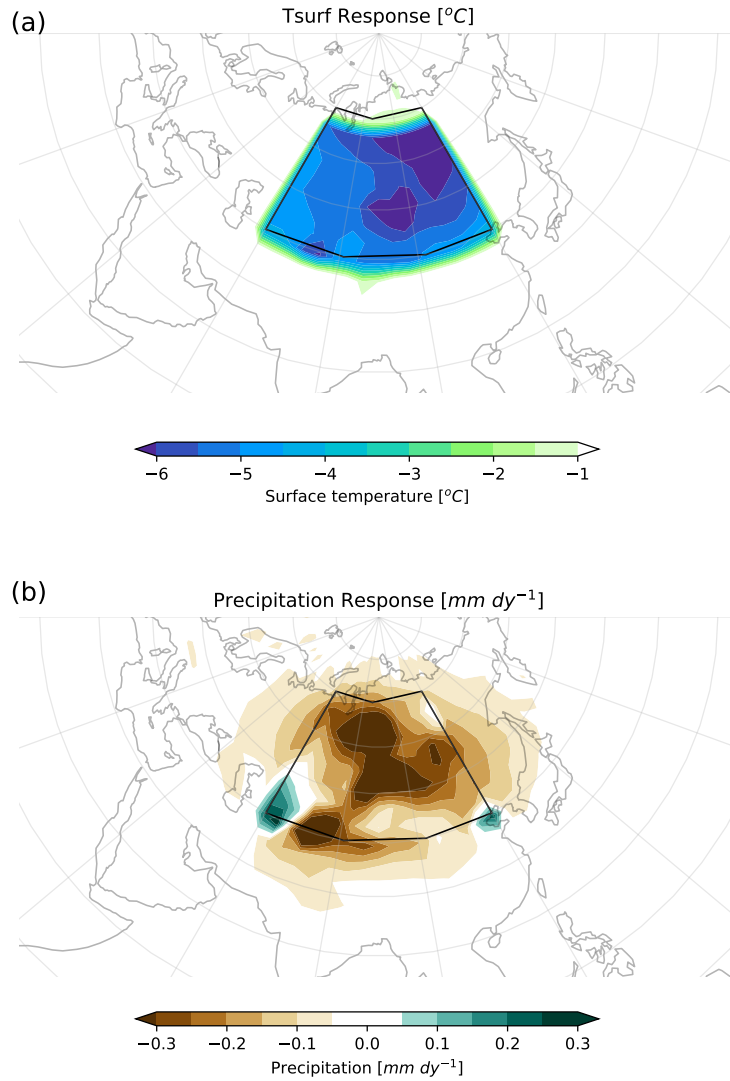 (a)
Tsurf Response [°C]
−6 −5 −4 −3 −2 −1
Surface temperature [°C]
(b)
Precipitation Response [mm dy⁻¹]
−0.3 −0.2 −0.1 0.0 0.1 0.2 0.3
Precipitation [mm dy⁻¹]